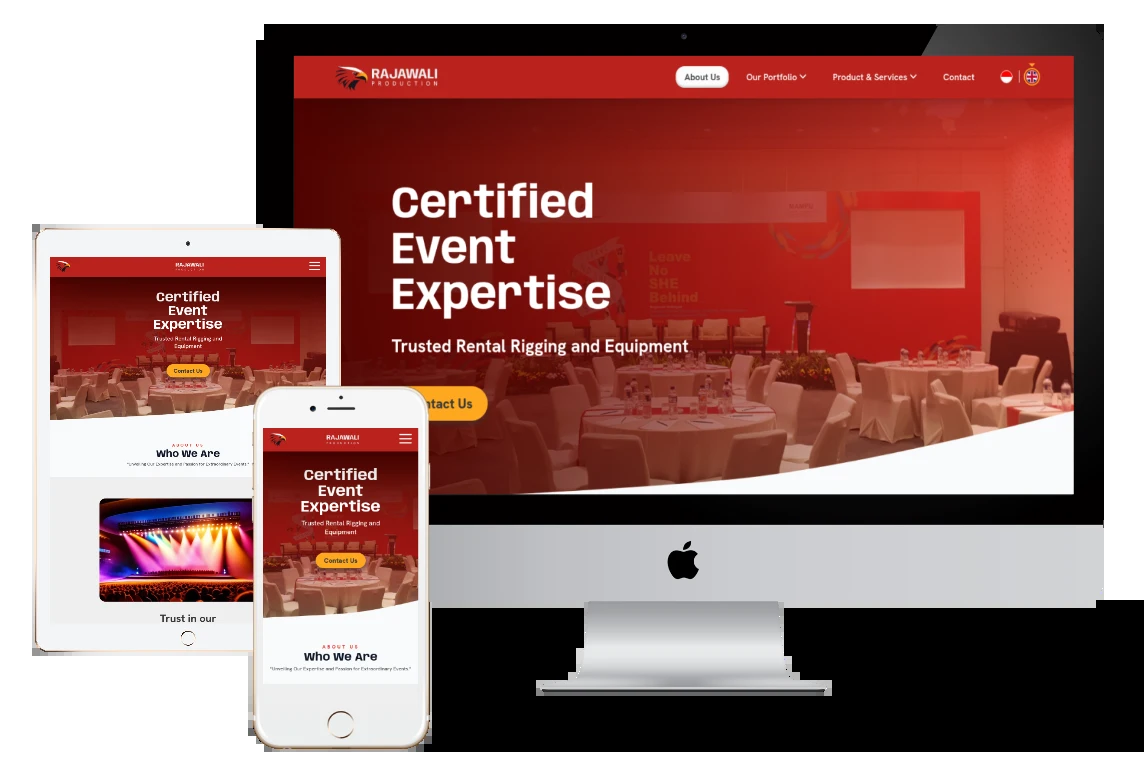 RAJAWALI
PRODUCTION
About Us
Our Portfolio
Product & Services
Contact
Certified
Event
Expertise
Trusted Rental Rigging and Equipment
ntact Us
Leave
No
SHE
Behind
RAJAWALI
PRODUCTION
Certified
Event
Expertise
Trusted Rental Rigging and
Equipment
Contact Us
ABOUT US
Who We Are
"Unveiling Our Expertise and Passion for Extraordinary Events."
Trust in our
RAJAWALI
PRODUCTION
Certified
Event
Expertise
Trusted Rental Rigging and
Equipment
Contact Us
ABOUT US
Who We Are
"Unveiling Our Expertise and Passion for Extraordinary Events."